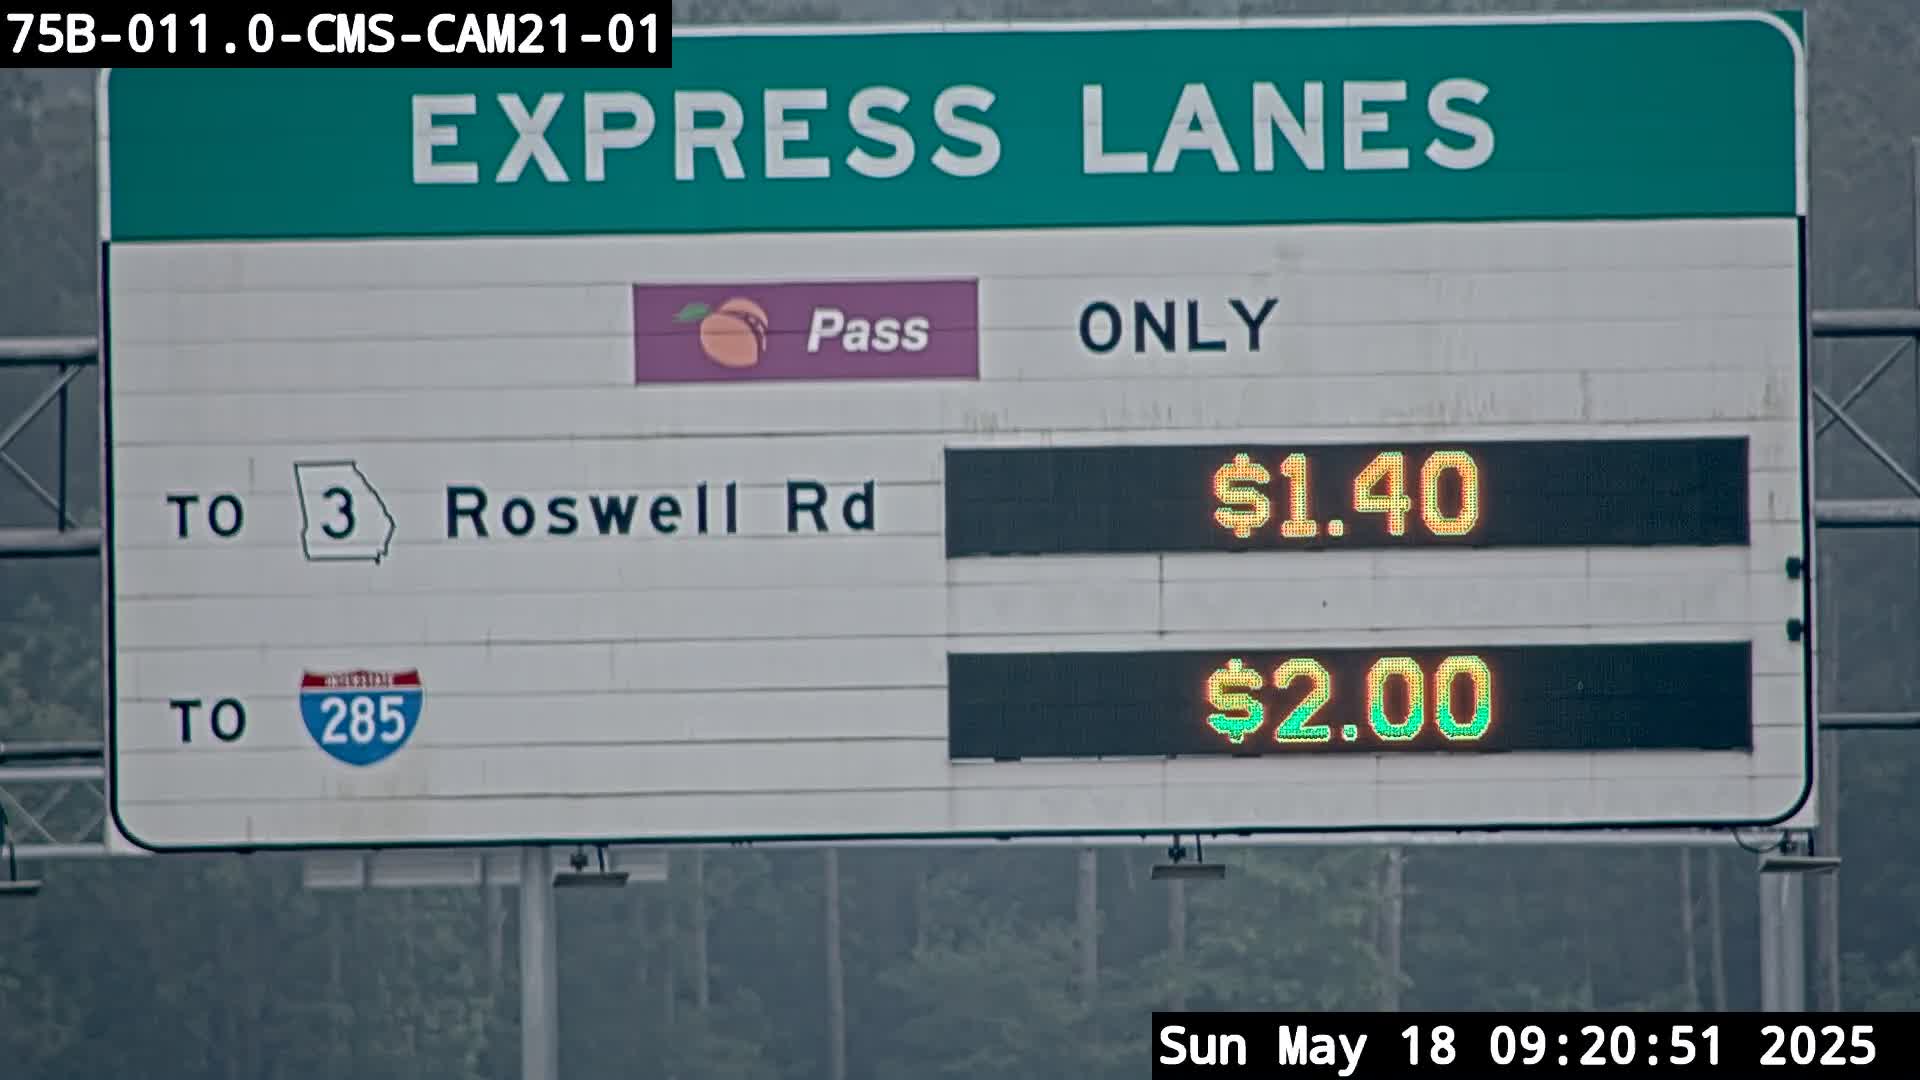 75B-011.0-CMS-CAM21-01
EXPRESS LANES
Pass ONLY
TO 3 Roswell Rd $1.40
TO INTERSTATE 285 $2.00
Sun May 18 09:20:51 2025